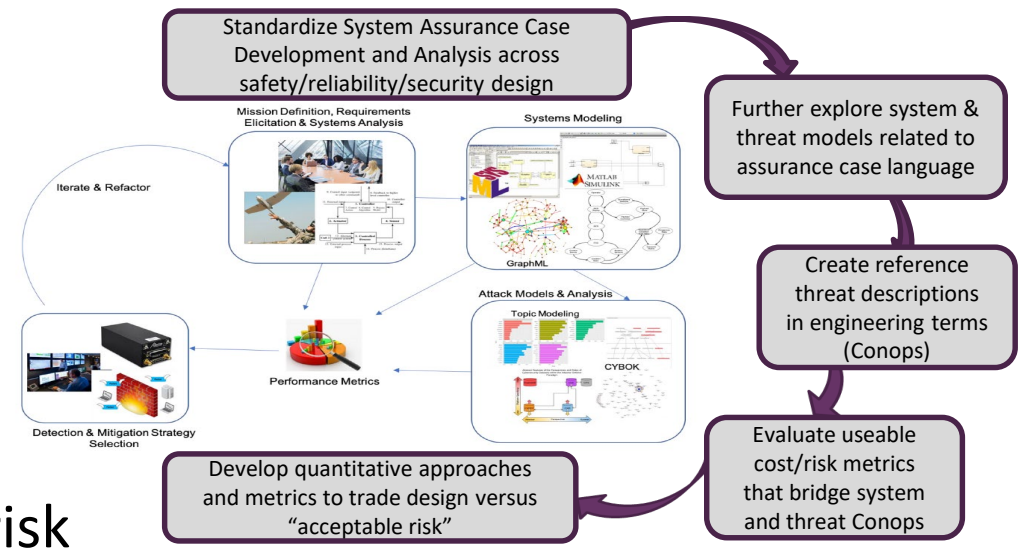 Standardize System Assurance Case
Development and Analysis across
safety/reliability/security design
Further explore system &
threat models related to
assurance case language
Create reference
threat descriptions
in engineering terms
(Conops)
Evaluate useable
cost/risk metrics
that bridge system
and threat Conops
Develop quantitative approaches
and metrics to trade design versus
“acceptable risk”
Mission Definition, Requirements
Elicitation & Systems Analysis
Systems Modeling
MATLAB
SIMULINK
GraphML
Iterate & Refactor
Attack Models & Analysis
Topic Modeling
CYBOK
Performance Metrics
Detection & Mitigation Strategy
Selection
risk